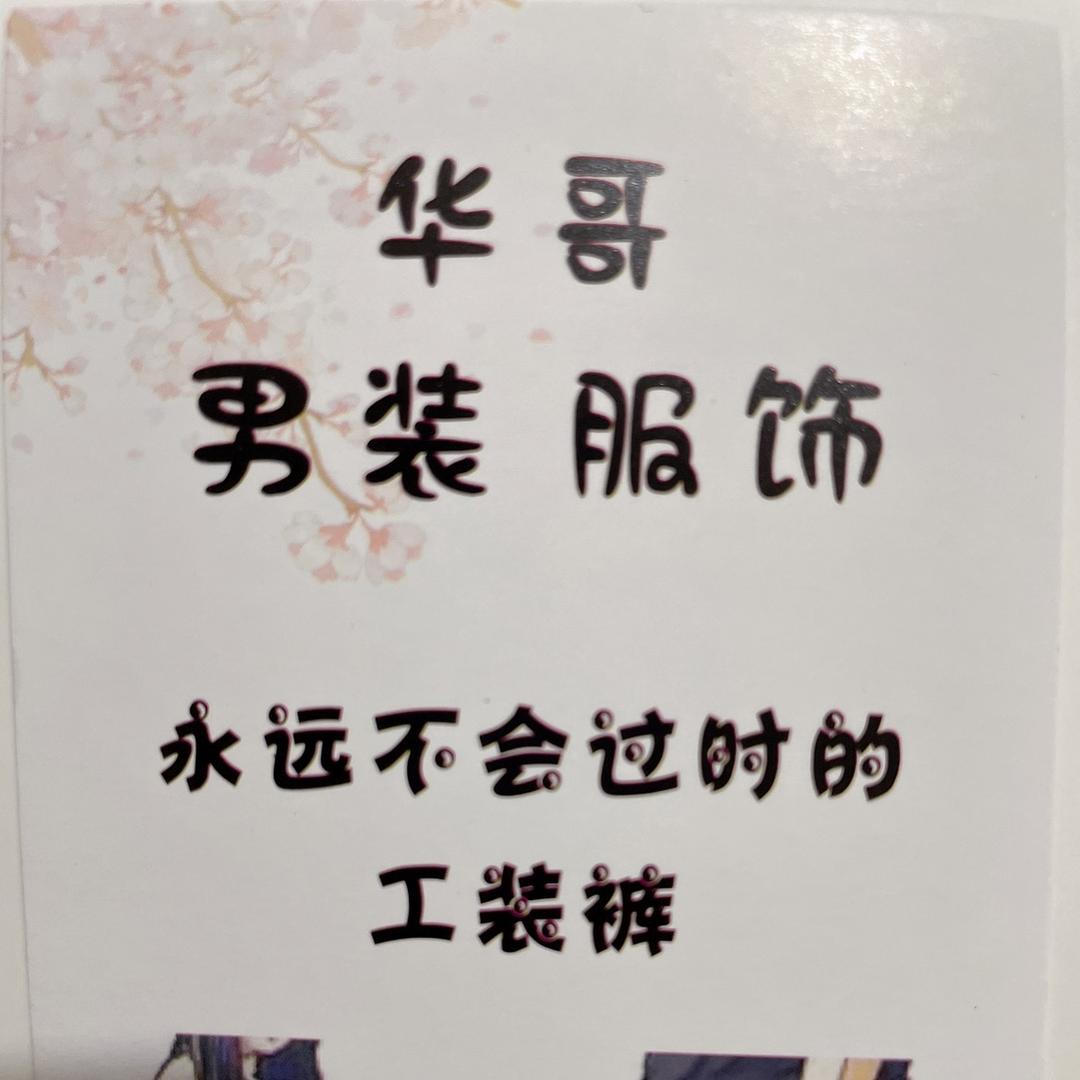 华哥
男装 服饰
永远不会过时的
工装裤